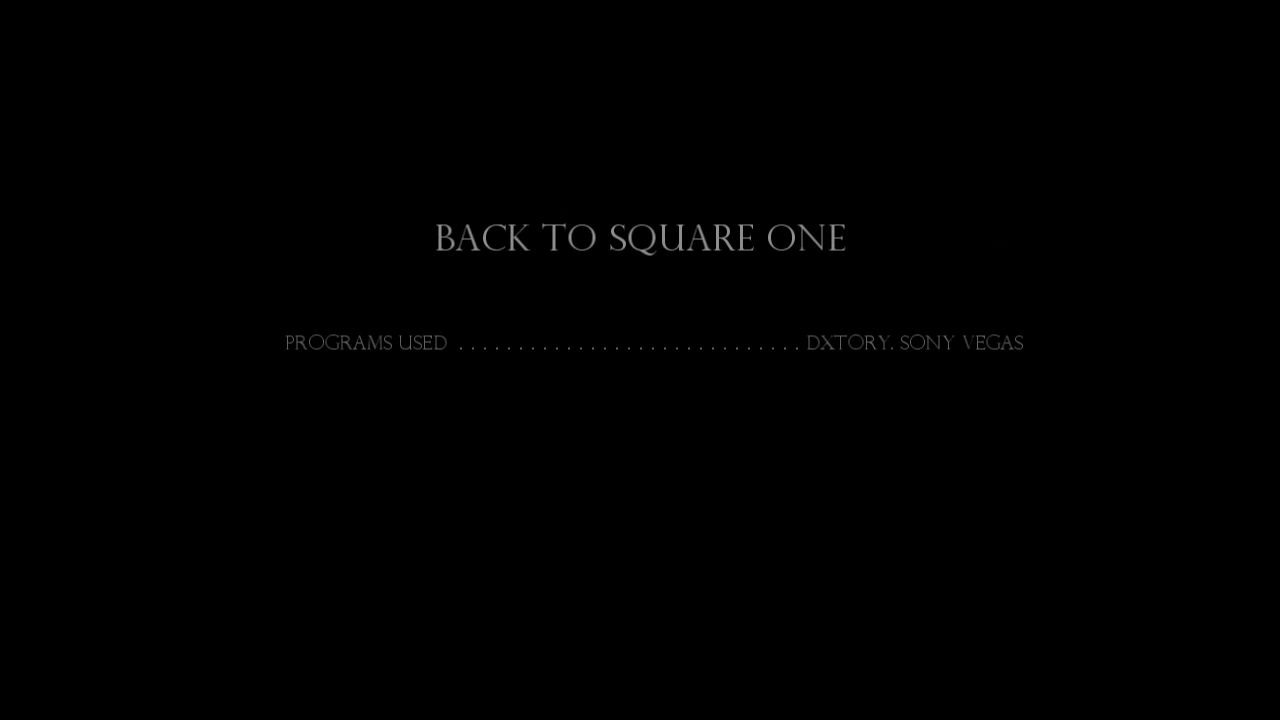 BACK TO SQUARE ONE
PROGRAMS USED . . . . . . . . . . . . . . . . . . . . . . . . . . . . . DXTORY. SONY VEGAS